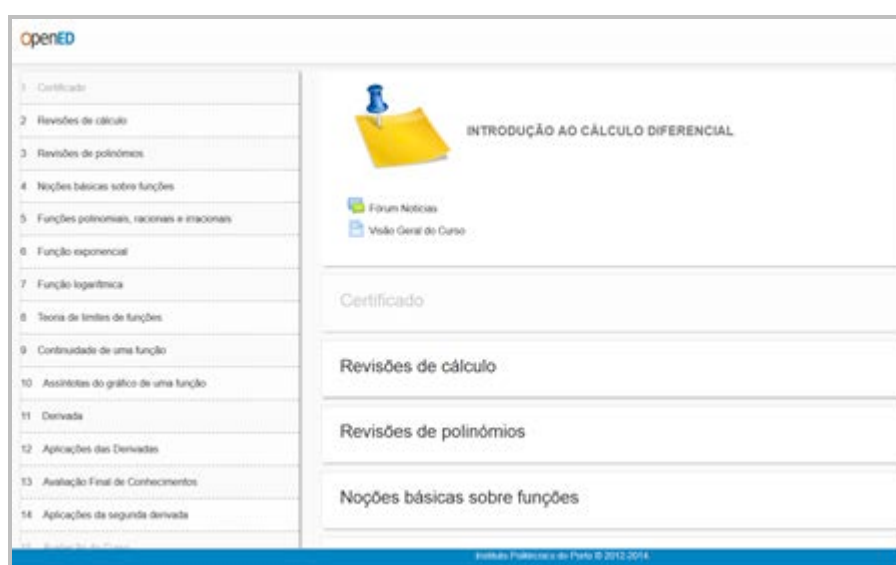 OpenED
1 Certificado
2 Revisões de cálculo
3 Revisões de polinómios
4 Noções básicas sobre funções
5 Funções polinomiais, racionais e irracionais
6 Função exponencial
7 Função logarítmica
8 Teoria de limites de funções
9 Continuidade de uma função
10 Assíntotas do gráfico de uma função
11 Derivada
12 Aplicações das Derivadas
13 Avaliação Final de Conhecimentos
14 Aplicações da segunda derivada
INTRODUÇÃO AO CÁLCULO DIFERENCIAL
Fórum Notícias
Visão Geral do Curso
Certificado
Revisões de cálculo
Revisões de polinómios
Noções básicas sobre funções
Instituto Politécnico do Porto © 2012-2014